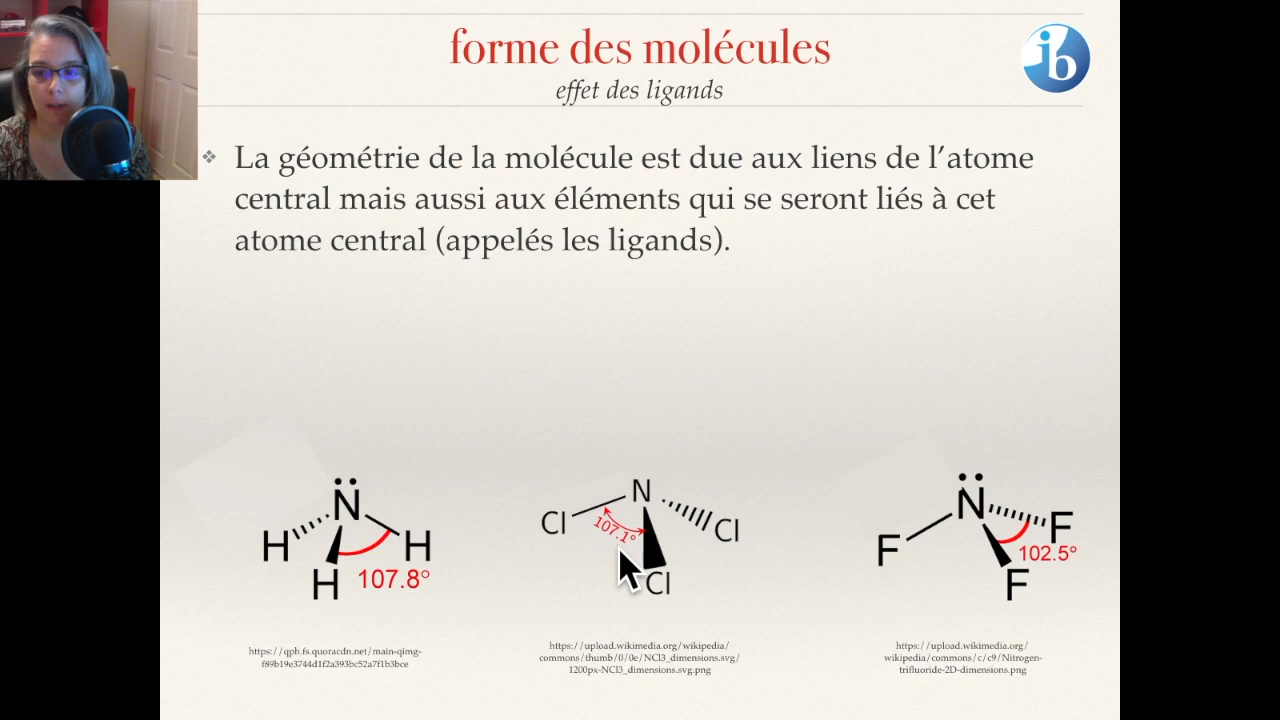 forme des molécules
effet des ligands
ib
❖ La géométrie de la molécule est due aux liens de l’atome
central mais aussi aux éléments qui se seront liés à cet
atome central (appelés les ligands).
N
H
H
H
107.8°
N
Cl
Cl
Cl
107.1°
N
F
F
F
102.5°
https://qph.fs.quoracdn.net/main-qimg-
f89b19e3744d1f2a393bc52a7f1b3bce
https://upload.wikimedia.org/wikipedia/
commons/thumb/0/0e/NCl3_dimensions.svg/
1200px-NCl3_dimensions.svg.png
https://upload.wikimedia.org/
wikipedia/commons/c/c9/Nitrogen-
trifluoride-2D-dimensions.png